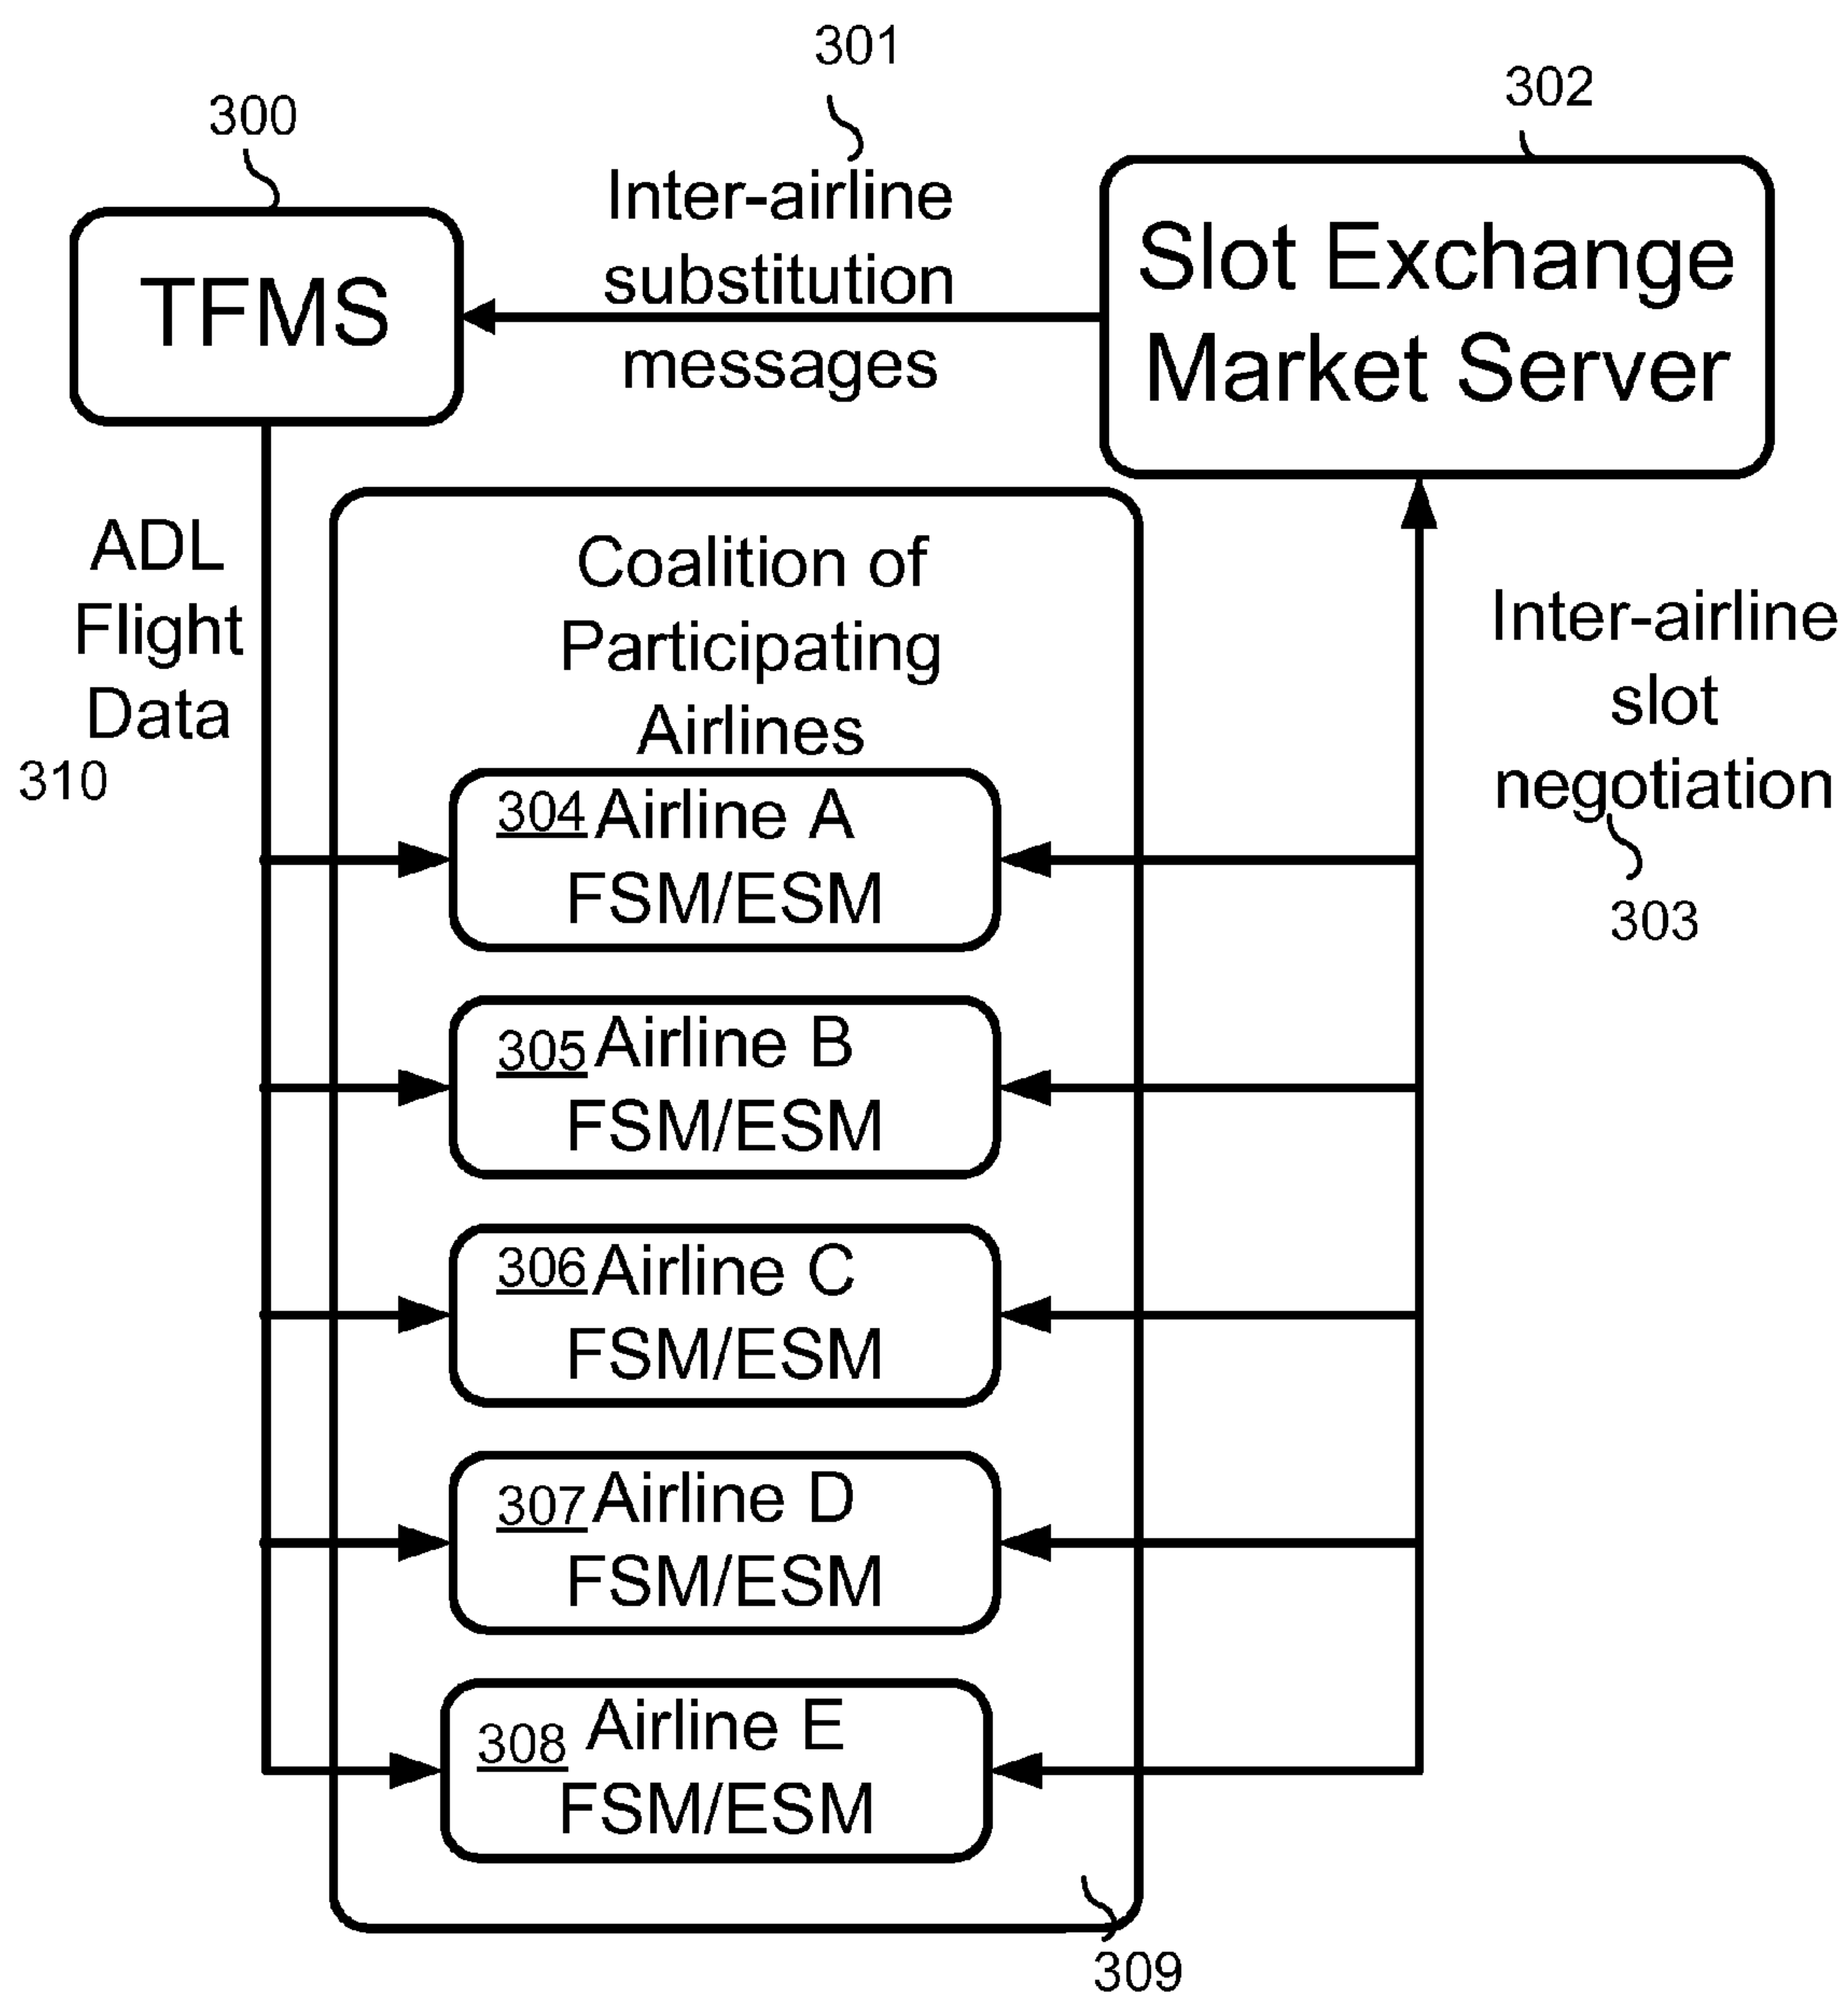 301
302
300
Inter-airline
substitution
messages
TFMS
Slot Exchange
Market Server
ADL
Flight
Data
310
Coalition of
Participating
Airlines
Inter-airline
slot
negotiation
303
304 Airline A
FSM/ESM
305 Airline B
FSM/ESM
306 Airline C
FSM/ESM
307 Airline D
FSM/ESM
308 Airline E
FSM/ESM
309